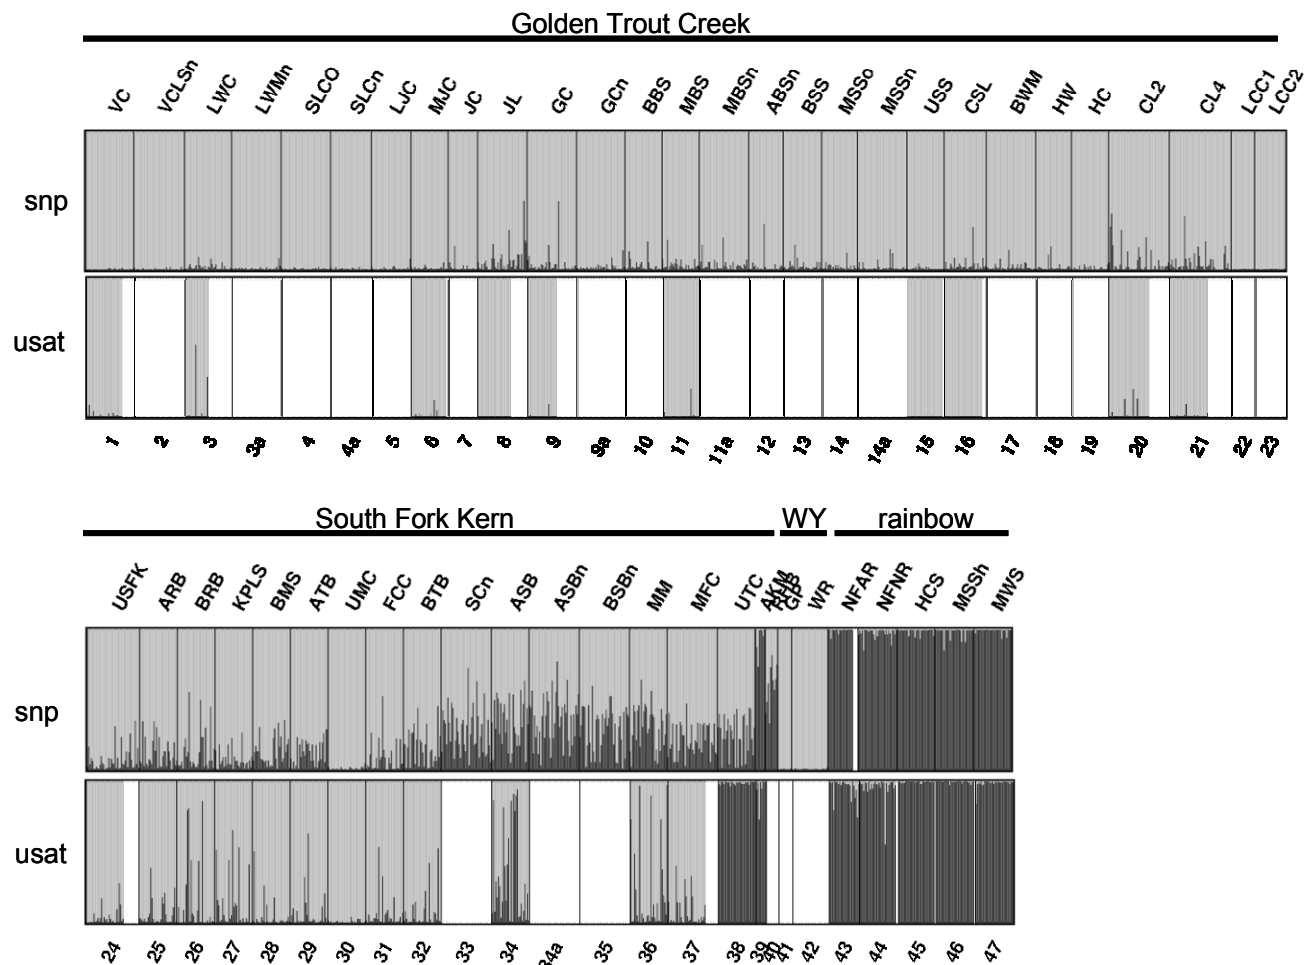 Golden Trout Creek
VC VCLSn LWC LWMn SLCO SLCn LJC MJC JC JL GC GCn BBS MBS MBSn ABSn BSS MSSo MSSn USS CSL BWM HW HC CL2 CL4 LCC1 LCC2
snp
usat
1 2 3 3a 4 4a 5 6 7 8 9 9a 10 11 11a 12 13 14 14a 15 16 17 18 19 20 21 22 23
South Fork Kern WY rainbow
USFK ARB BRB KPLS BMS ATB UMC FCC BTB SCn ASB ASBn BSBn MM MFC UTC AKM GP WR NFAR NFNR HCS MSSh MWS
snp
usat
24 25 26 27 28 29 30 31 32 33 34 34a 35 36 37 38 39 40 41 42 43 44 45 46 47